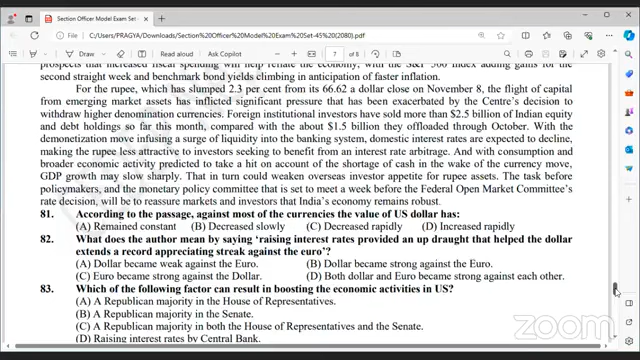 Section Officer Model Exam Set -
File C:/Users/PRAGYA/Downloads/Section%20Officer%20Model%20Exam%20Set-45%20(2080).pdf
Draw
Read aloud
Ask Copilot
7 of 8
prospects that increased fiscal spending will help reflate the economy, with the S&P 500 Index adding gains for
the second straight week and benchmark bond yields climbing in anticipation of faster inflation.
For the rupee, which has slumped 2.3 per cent from its 66.62 a dollar close on November 8, the flight of capital
from emerging market assets has inflicted significant pressure that has been exacerbated by the Centre's decision to
withdraw higher denomination currencies. Foreign institutional investors have sold more than $2.5 billion of Indian equity
and debt holdings so far this month, compared with the about $1.5 billion they offloaded through October. With the
demonetization move infusing a surge of liquidity into the banking system, domestic interest rates are expected to decline,
making the rupee less attractive to investors seeking to benefit from an interest rate arbitrage. And with consumption and
broader economic activity predicted to take a hit on account of the shortage of cash in the wake of the currency move,
GDP growth may slow sharply. That in turn could weaken overseas investor appetite for rupee assets. The task before
policymakers, and the monetary policy committee that is set to meet a week before the Federal Open Market Committee's
rate decision, will be to reassure markets and investors that India's economy remains robust.
81. According to the passage, against most of the currencies the value of US dollar has:
(A) Remained constant (B) Decreased slowly (C) Decreased rapidly (D) Increased rapidly
82. What does the author mean by saying 'raising interest rates provided an up draught that helped the dollar
extends a record appreciating streak against the euro'?
(A) Dollar became weak against the Euro. (B) Dollar became strong against the Euro.
(C) Euro became strong against the Dollar. (D) Both dollar and Euro became strong against each other.
83. Which of the following factor can result in boosting the economic activities in US?
(A) A Republican majority in the House of Representatives.
(B) A Republican majority in the Senate.
(C) A Republican majority in both the House of Representatives and the Senate.
(D) Raising interest rates by Central Bank.
zoom